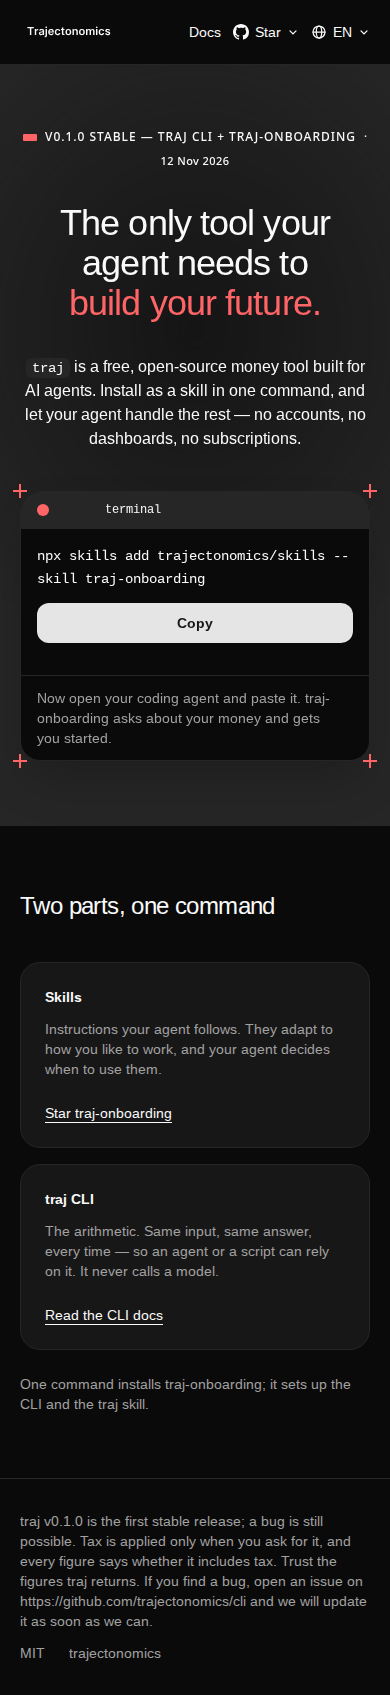 Trajectonomics
Docs Star EN
V0.1.0 STABLE — TRAJ CLI + TRAJ-ONBOARDING ·
12 Nov 2026
The only tool your
agent needs to
build your future.
traj is a free, open-source money tool built for
AI agents. Install as a skill in one command, and
let your agent handle the rest — no accounts, no
dashboards, no subscriptions.
terminal
npx skills add trajectonomics/skills --
skill traj-onboarding
Copy
Now open your coding agent and paste it. traj-
onboarding asks about your money and gets
you started.
Two parts, one command
Skills
Instructions your agent follows. They adapt to
how you like to work, and your agent decides
when to use them.
Star traj-onboarding
traj CLI
The arithmetic. Same input, same answer,
every time — so an agent or a script can rely
on it. It never calls a model.
Read the CLI docs
One command installs traj-onboarding; it sets up the
CLI and the traj skill.
traj v0.1.0 is the first stable release; a bug is still
possible. Tax is applied only when you ask for it, and
every figure says whether it includes tax. Trust the
figures traj returns. If you find a bug, open an issue on
https://github.com/trajectonomics/cli and we will update
it as soon as we can.
MIT trajectonomics